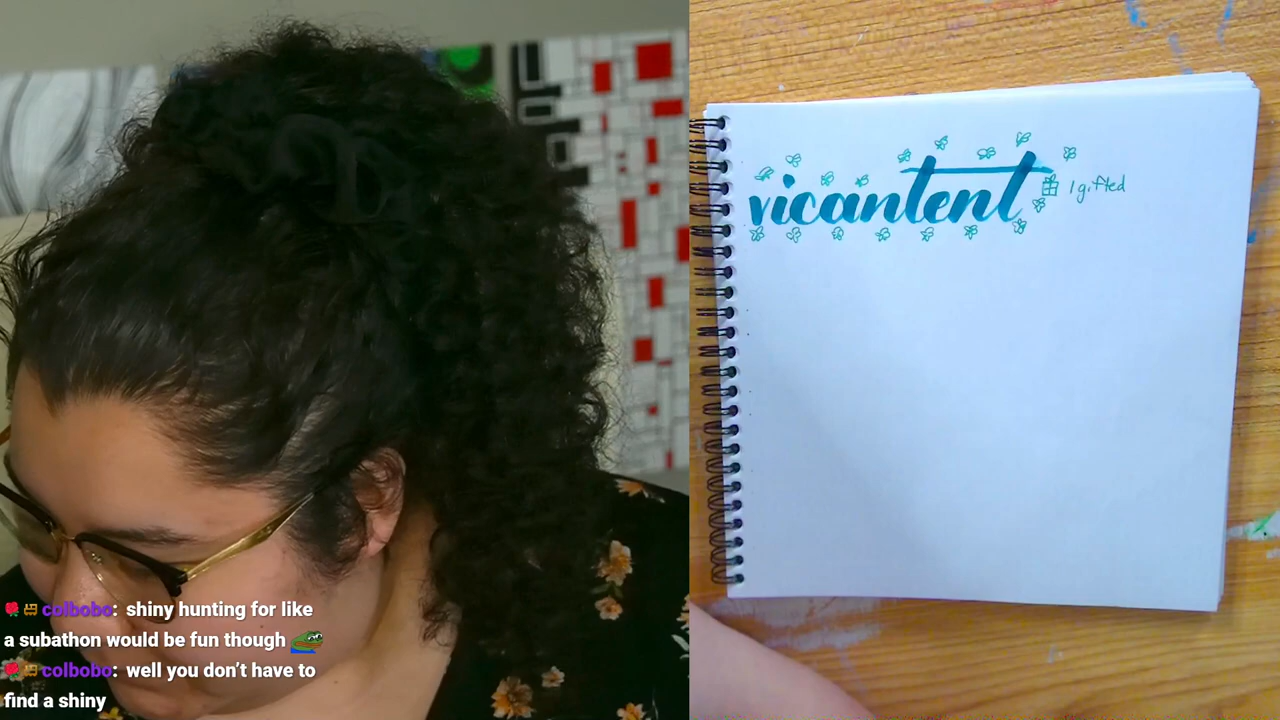 vicantent
1 gifted
colbobo: shiny hunting for like
a subathon would be fun though
colbobo: well you don't have to
find a shiny